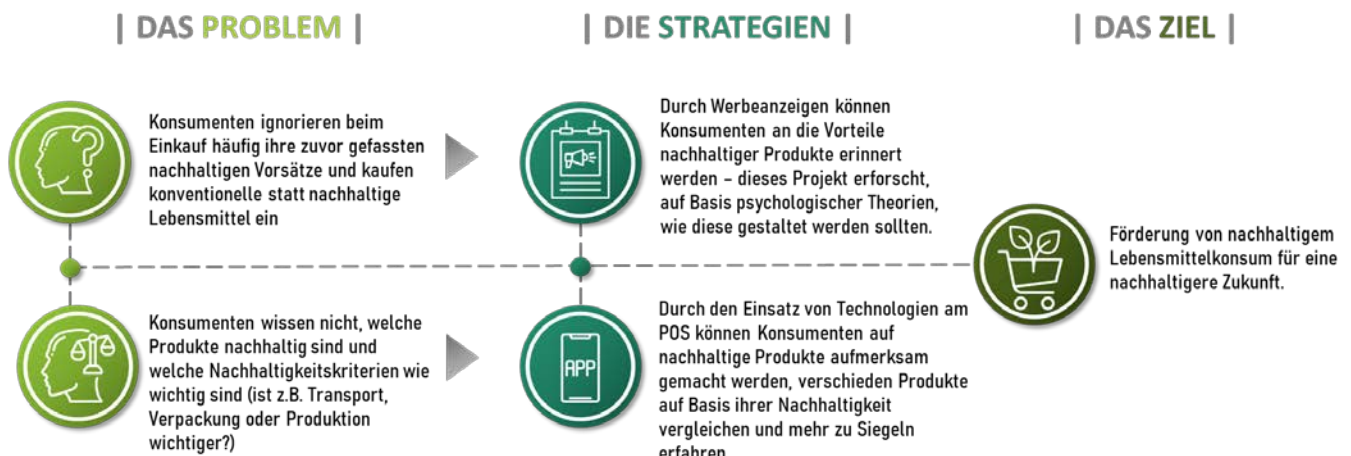 | DAS PROBLEM |
Konsumenten ignorieren beim
Einkauf häufig ihre zuvor gefassten
nachhaltigen Vorsätze und kaufen
konventionelle statt nachhaltige
Lebensmittel ein
Konsumenten wissen nicht, welche
Produkte nachhaltig sind und
welche Nachhaltigkeitskriterien wie
wichtig sind (ist z.B. Transport,
Verpackung oder Produktion
wichtiger?)
| DIE STRATEGIEN |
Durch Werbeanzeigen können
Konsumenten an die Vorteile
nachhaltiger Produkte erinnert
werden – dieses Projekt erforscht,
auf Basis psychologischer Theorien,
wie diese gestaltet werden sollten.
APP
Durch den Einsatz von Technologien am
POS können Konsumenten auf
nachhaltige Produkte aufmerksam
gemacht werden, verschieden Produkte
auf Basis ihrer Nachhaltigkeit
vergleichen und mehr zu Siegeln
erfahren
| DAS ZIEL |
Förderung von nachhaltigem
Lebensmittelkonsum für eine
nachhaltigere Zukunft.